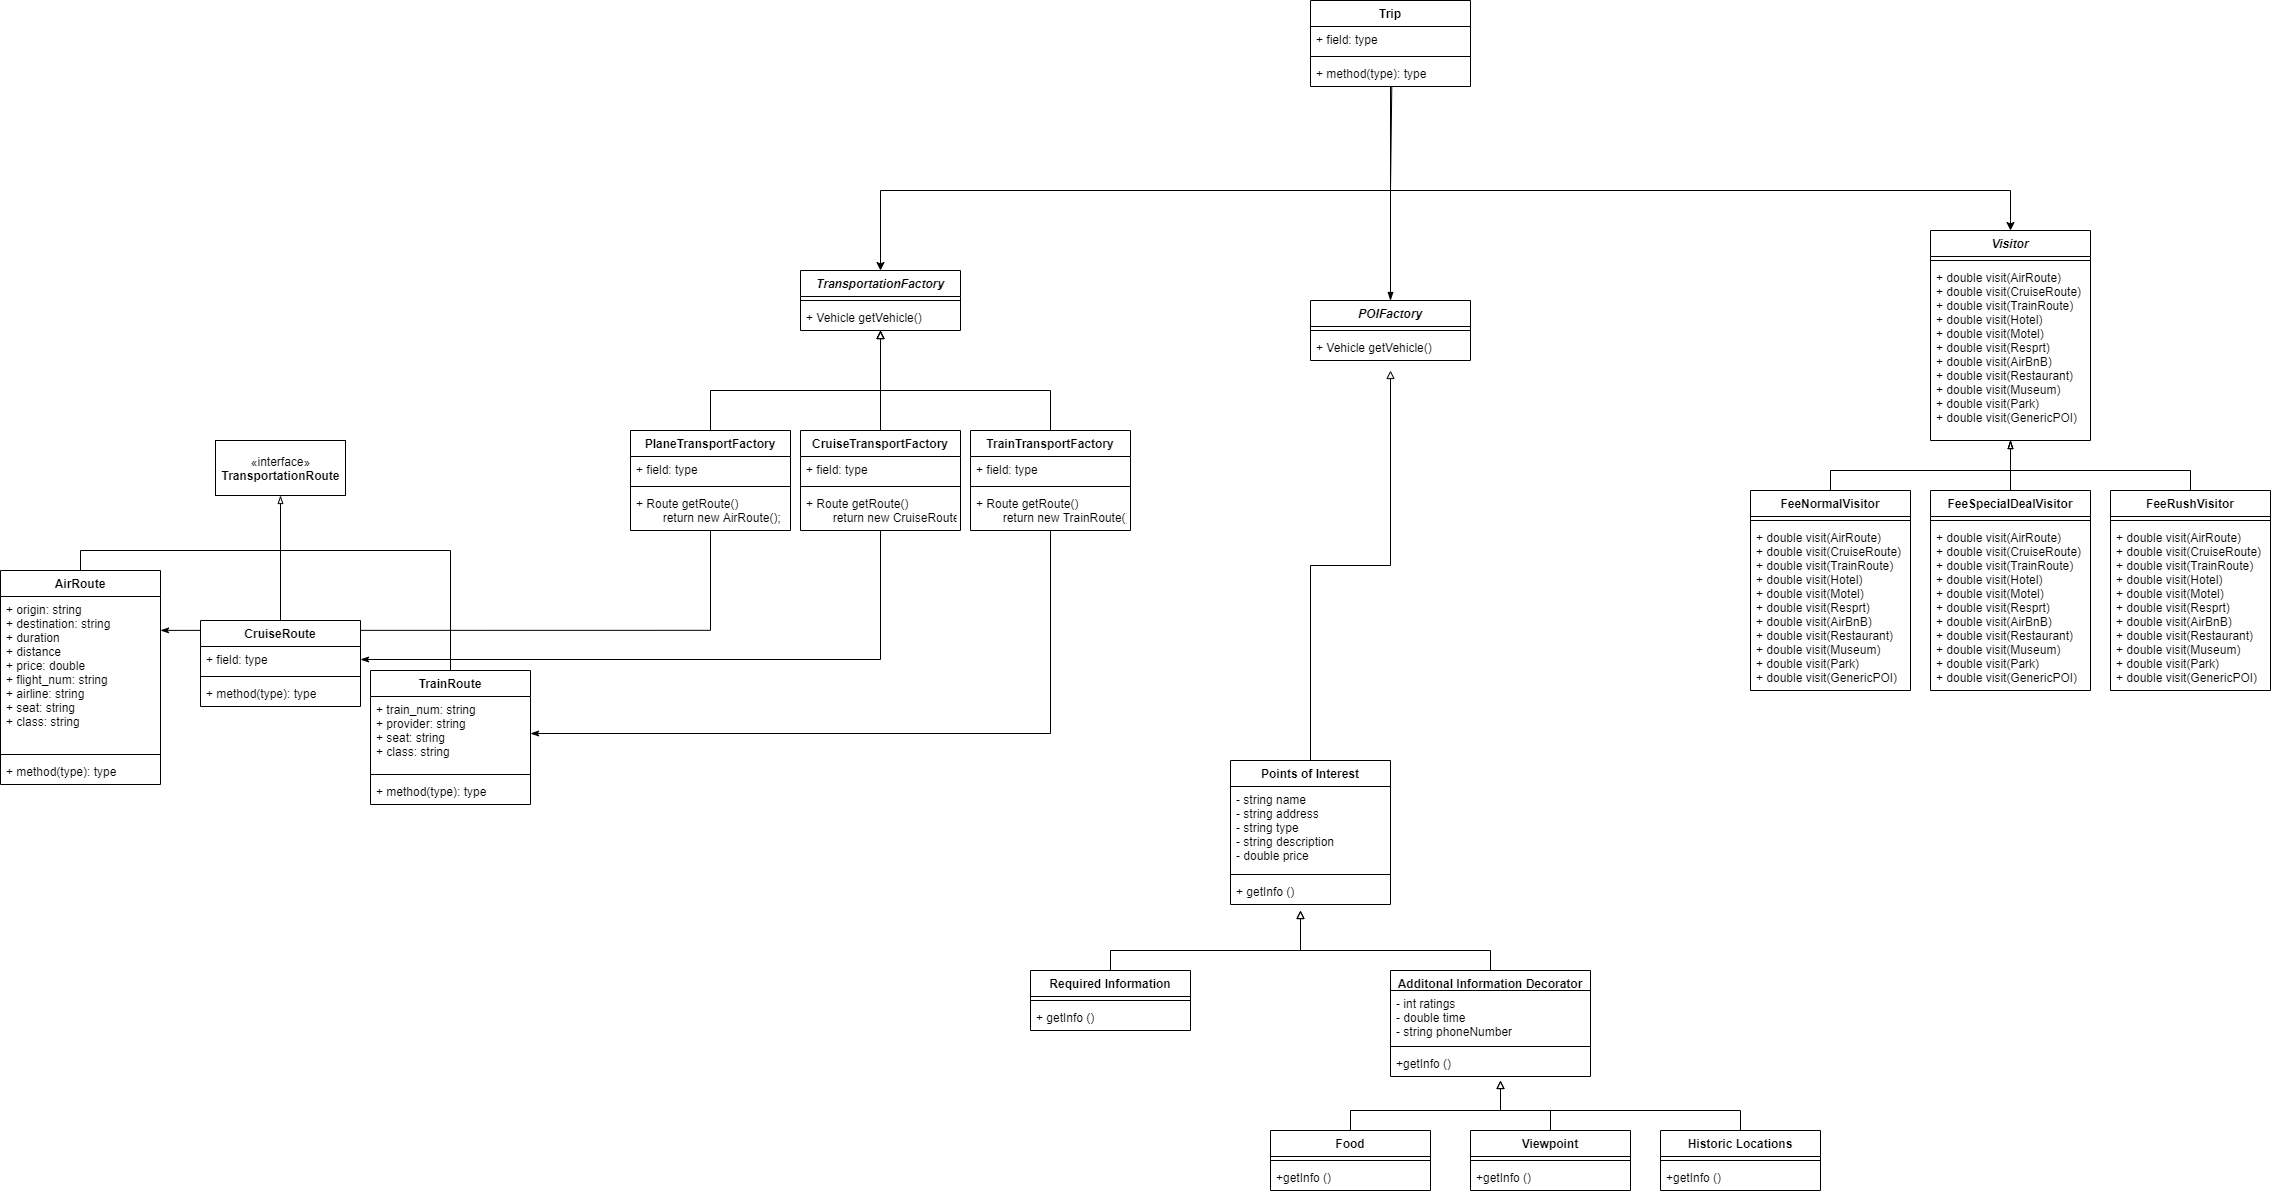 Trip
+ field: type
+ method(type): type
TransportationFactory
+ Vehicle getVehicle()
POIFactory
+ Vehicle getVehicle()
Visitor
+ double visit(AirRoute)
+ double visit(CruiseRoute)
+ double visit(TrainRoute)
+ double visit(Hotel)
+ double visit(Motel)
+ double visit(Resprt)
+ double visit(AirBnB)
+ double visit(Restaurant)
+ double visit(Museum)
+ double visit(Park)
+ double visit(GenericPOI)
PlaneTransportFactory
+ field: type
+ Route getRoute()
return new AirRoute();
CruiseTransportFactory
+ field: type
+ Route getRoute()
return new CruiseRoute
TrainTransportFactory
+ field: type
+ Route getRoute()
return new TrainRoute(
«interface»
TransportationRoute
AirRoute
+ origin: string
+ destination: string
+ duration
+ distance
+ price: double
+ flight_num: string
+ airline: string
+ seat: string
+ class: string
+ method(type): type
CruiseRoute
+ field: type
+ method(type): type
TrainRoute
+ train_num: string
+ provider: string
+ seat: string
+ class: string
+ method(type): type
FeeNormalVisitor
+ double visit(AirRoute)
+ double visit(CruiseRoute)
+ double visit(TrainRoute)
+ double visit(Hotel)
+ double visit(Motel)
+ double visit(Resprt)
+ double visit(AirBnB)
+ double visit(Restaurant)
+ double visit(Museum)
+ double visit(Park)
+ double visit(GenericPOI)
FeeSpecialDealVisitor
+ double visit(AirRoute)
+ double visit(CruiseRoute)
+ double visit(TrainRoute)
+ double visit(Hotel)
+ double visit(Motel)
+ double visit(Resprt)
+ double visit(AirBnB)
+ double visit(Restaurant)
+ double visit(Museum)
+ double visit(Park)
+ double visit(GenericPOI)
FeeRushVisitor
+ double visit(AirRoute)
+ double visit(CruiseRoute)
+ double visit(TrainRoute)
+ double visit(Hotel)
+ double visit(Motel)
+ double visit(Resprt)
+ double visit(AirBnB)
+ double visit(Restaurant)
+ double visit(Museum)
+ double visit(Park)
+ double visit(GenericPOI)
Points of Interest
- string name
- string address
- string type
- string description
- double price
+ getInfo ()
Required Information
+ getInfo ()
Additonal Information Decorator
- int ratings
- double time
- string phoneNumber
+getInfo ()
Food
+getInfo ()
Viewpoint
+getInfo ()
Historic Locations
+getInfo ()